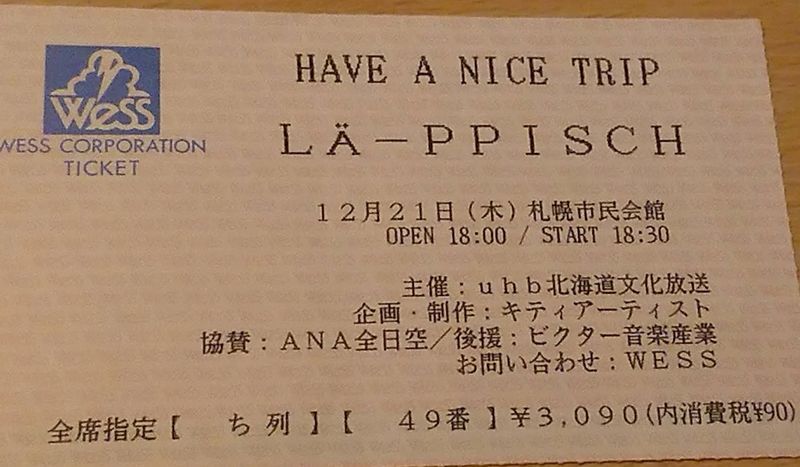 Wess
WESS CORPORATION
TICKET
HAVE A NICE TRIP
LÄ－PPISCH
12月21日（木）札幌市民会館
OPEN 18:00 / START 18:30
主催：uhb北海道文化放送
企画・制作：キティアーティスト
協賛：ANA全日空／後援：ビクター音楽産業
お問い合わせ：WESS
全席指定【 ち列 】【 49番 】¥3,090(内消費税¥90)